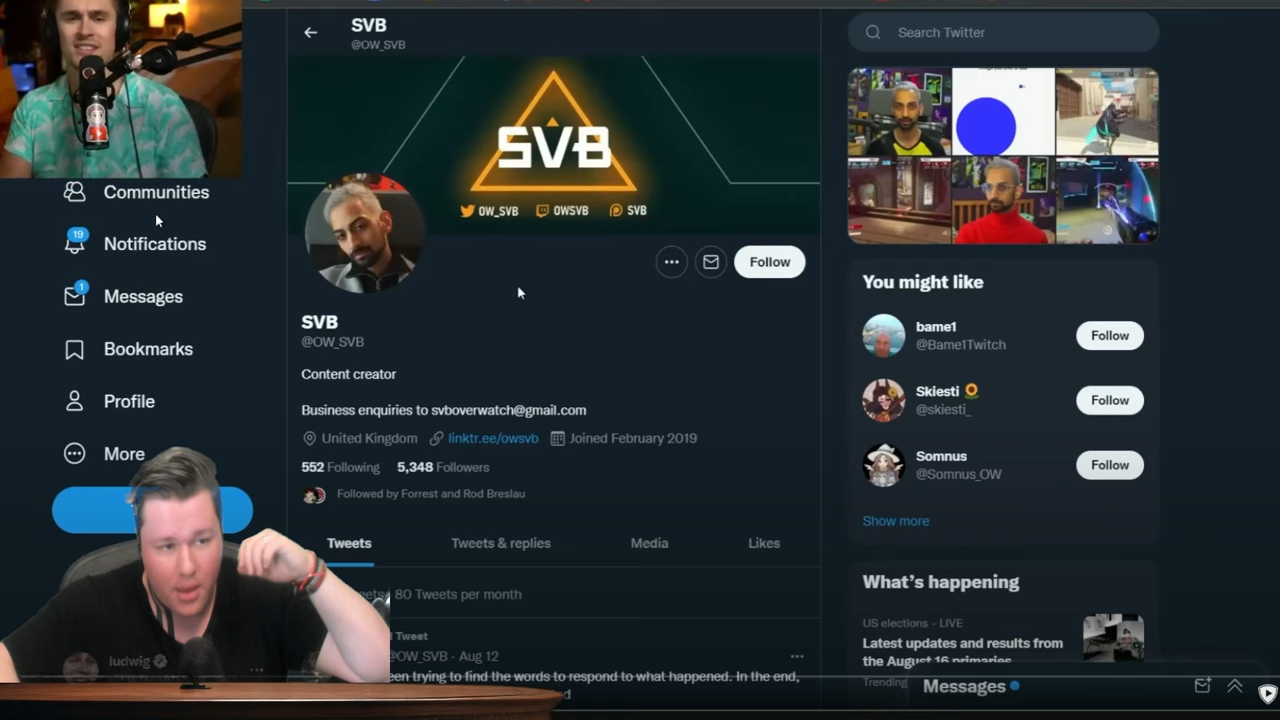 SVB
@OW_SVB
Search Twitter
SVB
OW_SVB OWSVB SVB
Communities
19
Notifications
1
Messages
Bookmarks
Profile
More
Follow
SVB
@OW_SVB
Content creator
Business enquiries to svboverwatch@gmail.com
United Kingdom linktr.ee/owsvb Joined February 2019
552 Following 5,348 Followers
Followed by Forrest and Rod Breslau
Tweets Tweets & replies Media Likes
80 Tweets per month
Tweet
@OW_SVB · Aug 12
trying to find the words to respond to what happened. In the end,
ludwig
You might like
bame1
@Bame1Twitch
Follow
Skiesti 🌻
@skiesti_
Follow
Somnus
@Somnus_OW
Follow
Show more
What's happening
US elections · LIVE
Latest updates and results from
the August 16 primaries
Trending
Messages